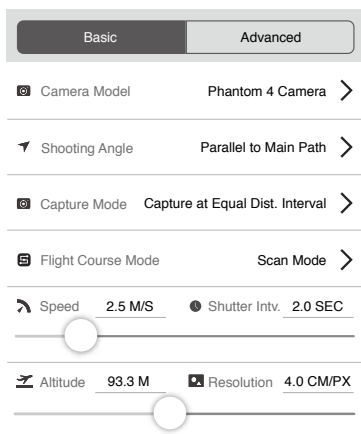 Basic Advanced
Camera Model Phantom 4 Camera
Shooting Angle Parallel to Main Path
Capture Mode Capture at Equal Dist. Interval
Flight Course Mode Scan Mode
Speed 2.5 M/S Shutter Intv. 2.0 SEC
Altitude 93.3 M Resolution 4.0 CM/PX